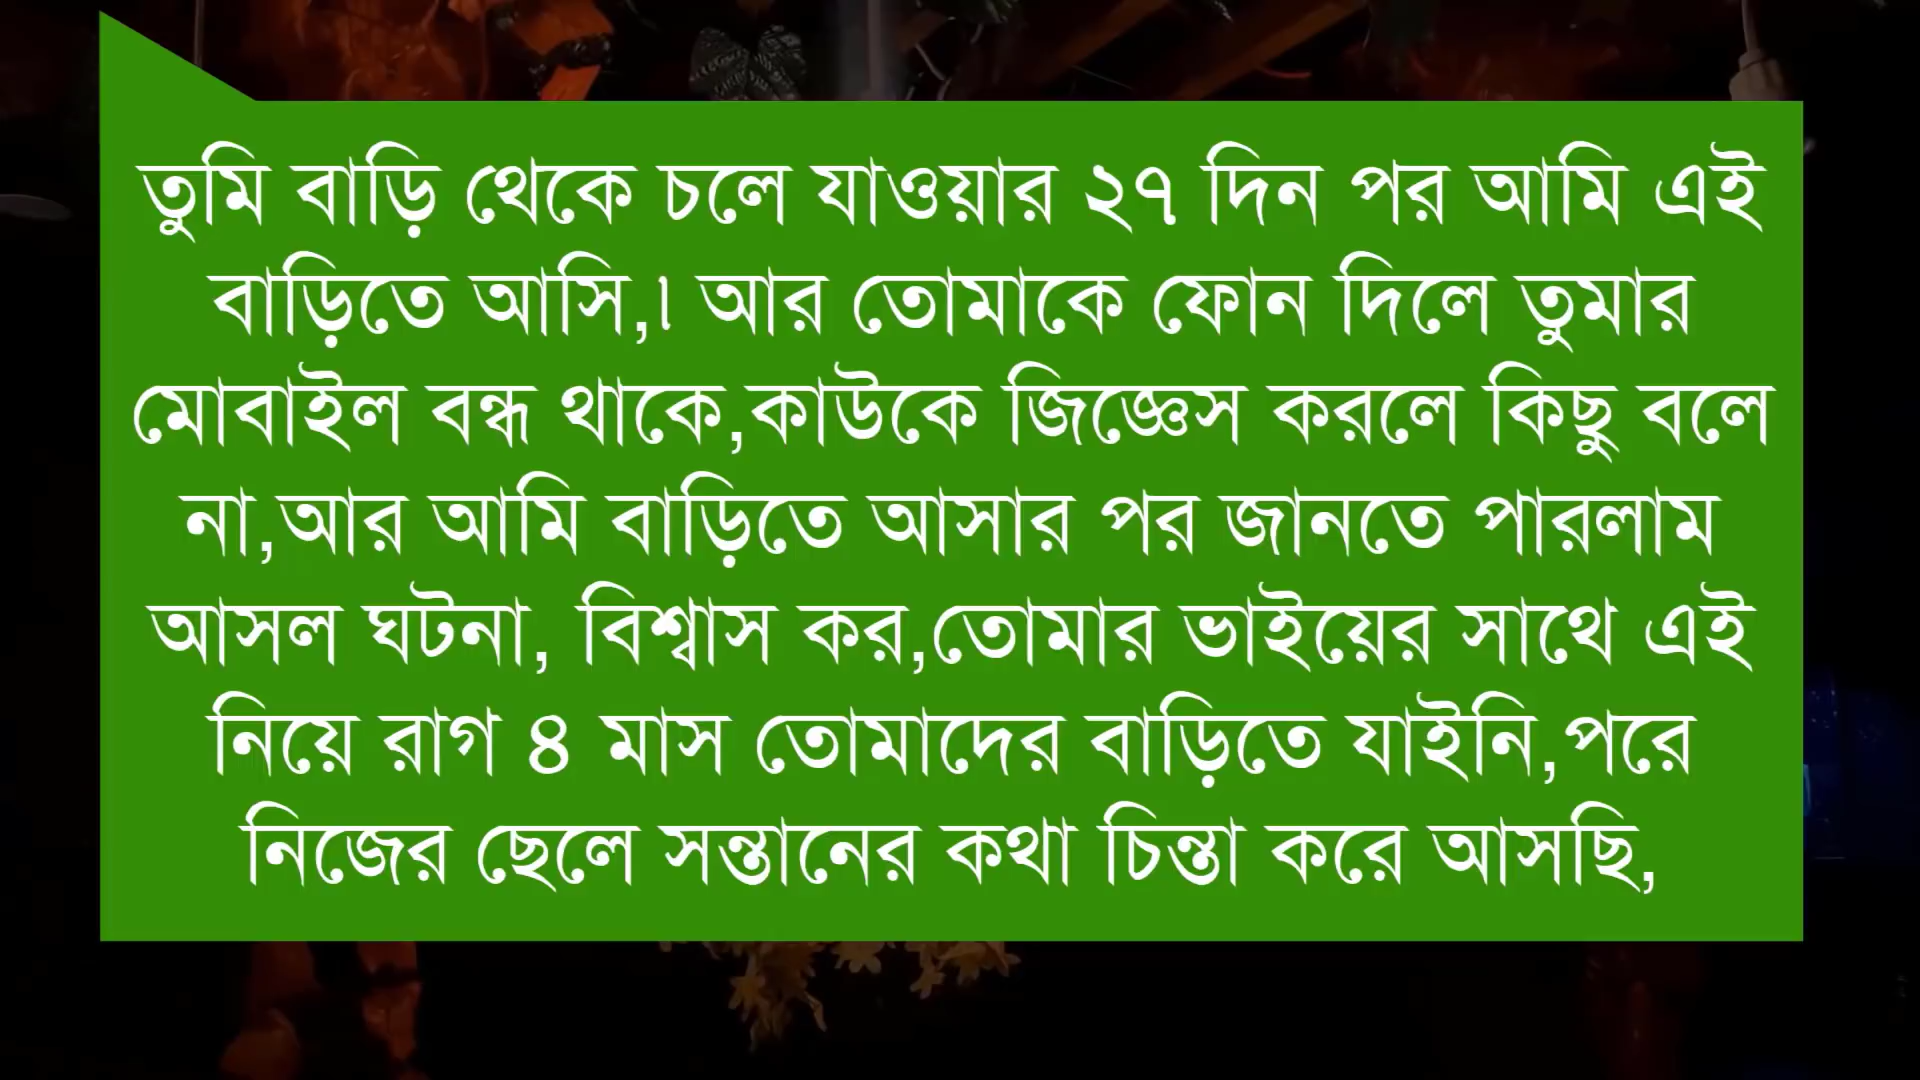 তুমি বাড়ি থেকে চলে যাওয়ার ২৭ দিন পর আমি এই
বাড়িতে আসি,৷ আর তোমাকে ফোন দিলে তুমার
মোবাইল বন্ধ থাকে,কাউকে জিজ্ঞেস করলে কিছু বলে
না,আর আমি বাড়িতে আসার পর জানতে পারলাম
আসল ঘটনা, বিশ্বাস কর,তোমার ভাইয়ের সাথে এই
নিয়ে রাগ ৪ মাস তোমাদের বাড়িতে যাইনি,পরে
নিজের ছেলে সন্তানের কথা চিন্তা করে আসছি,